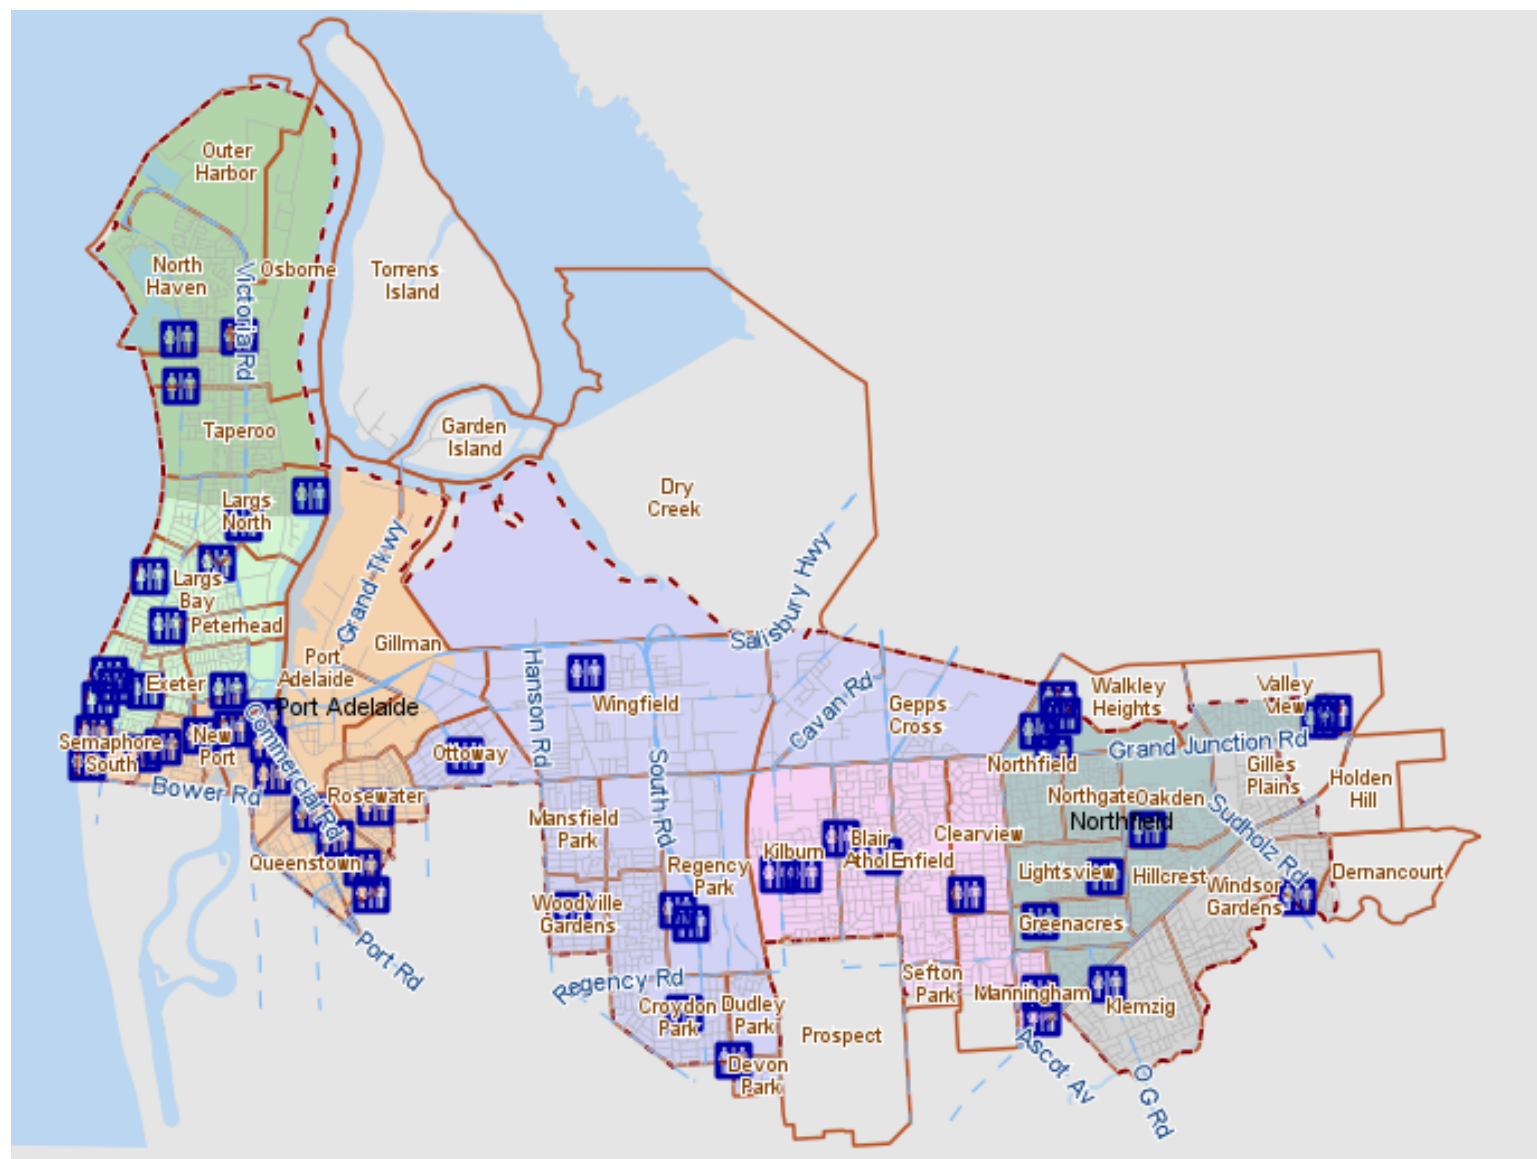 Outer
Harbor
North
Haven
Osborne
Victoria Rd
Torrens
Island
Taperoo
Garden
Island
Largs
North
Dry
Creek
Grand Tkwy
Salisbury Hwy
Largs
Bay
Peterhead
Gillman
Port
Adelaide
Exeter
Port Adelaide
Hanson Rd
Wingfield
Cavan Rd
Gepps
Cross
Walkley
Heights
Valley
View
Semaphore
South
New
Port
Commercial Rd
Ottoway
South Rd
Northfield
Grand Junction Rd
Gilles
Plains
Holden
Hill
Bower Rd
Rosewater
Mansfield
Park
Northgate
Oakden
Northfield
Sudholz Rd
Queenstown
Regency
Park
Kilburn
Blair
Athol
Enfield
Clearview
Lightsview
Hillcrest
Windsor
Gardens
Dernancourt
Woodville
Gardens
Greenacres
Port Rd
Regency Rd
Sefton
Park
Manningham
Klemzig
Croydon
Park
Dudley
Park
Prospect
Devon
Park
Ascot Av
O G Rd